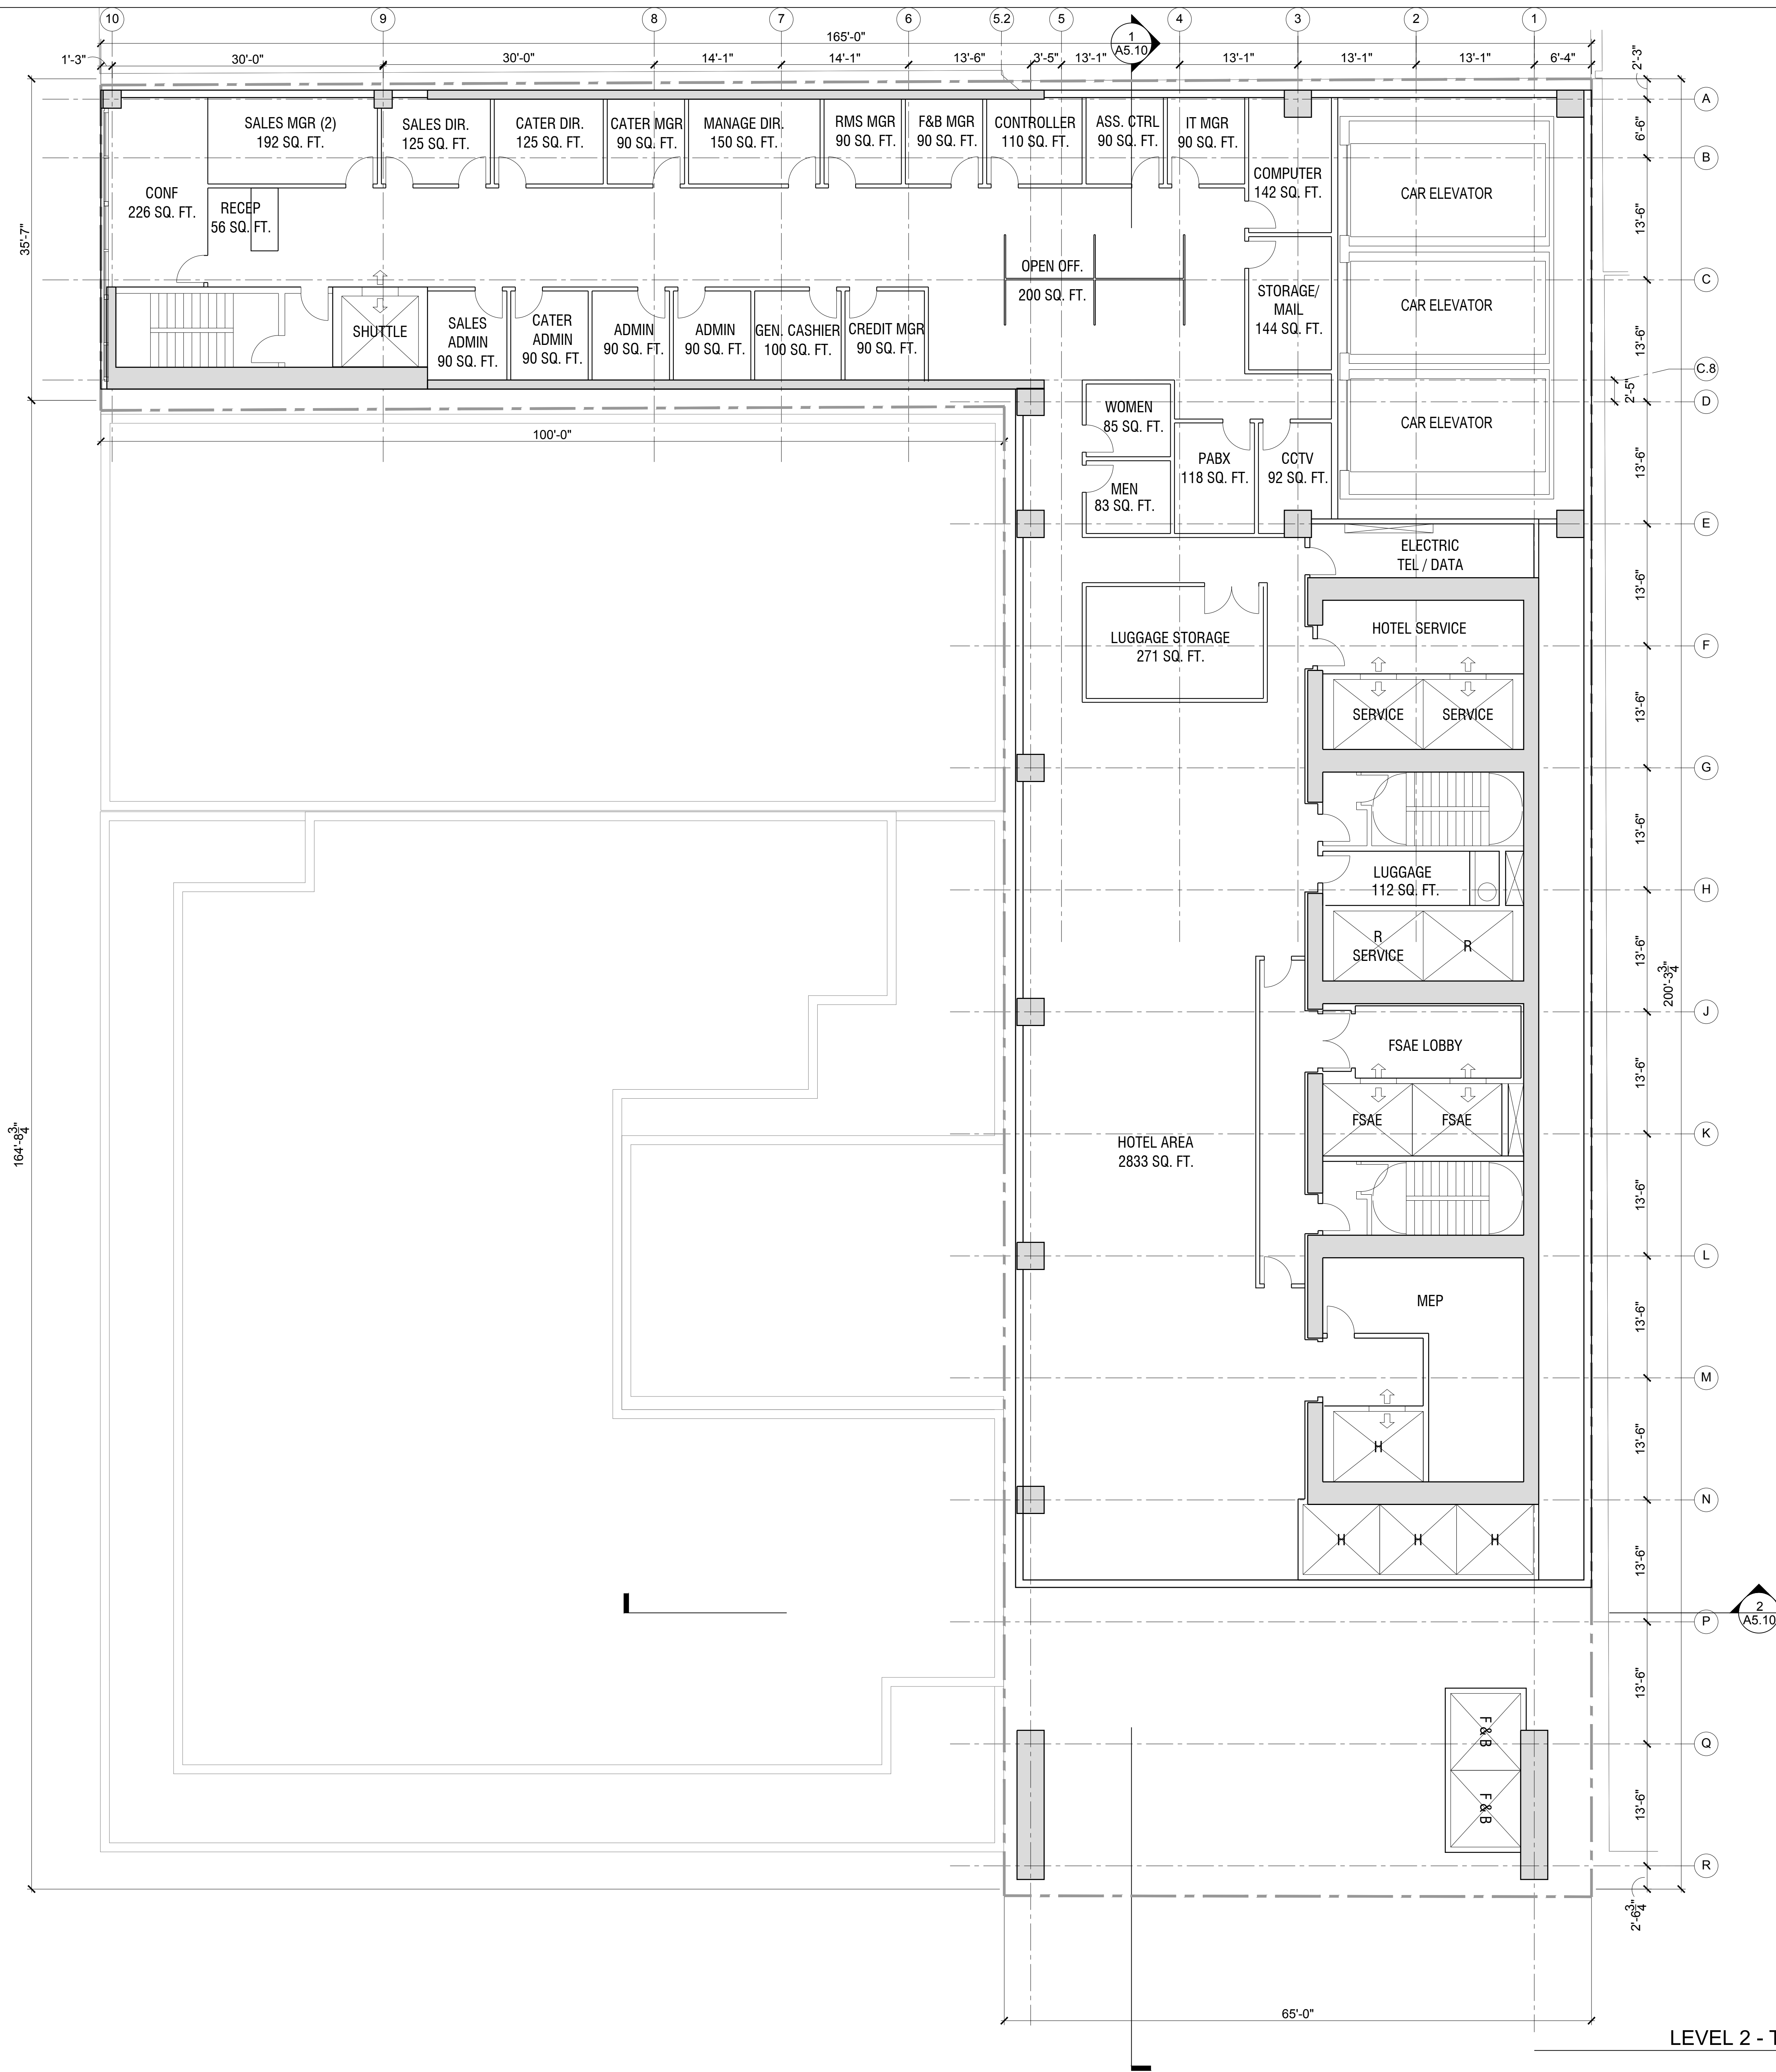 10
9
8
7
6
5.2
5
4
3
2
1
1
A5.10
165'-0"
1'-3"
30'-0"
30'-0"
14'-1"
14'-1"
13'-6"
3'-5"
13'-1"
13'-1"
13'-1"
13'-1"
6'-4"
2'-3"
A
6'-6"
B
13'-6"
C
13'-6"
C.8
2'-5"
D
13'-6"
E
13'-6"
F
13'-6"
G
13'-6"
H
13'-6"
200'-3 3/4"
J
13'-6"
K
13'-6"
L
13'-6"
M
13'-6"
N
13'-6"
P
13'-6"
Q
13'-6"
R
2'-6 3/4"
2
A5.10
35'-7"
164'-8 3/4"
100'-0"
65'-0"
SALES MGR (2)
192 SQ. FT.
SALES DIR.
125 SQ. FT.
CATER DIR.
125 SQ. FT.
CATER MGR
90 SQ. FT.
MANAGE DIR.
150 SQ. FT.
RMS MGR
90 SQ. FT.
F&B MGR
90 SQ. FT.
CONTROLLER
110 SQ. FT.
ASS. CTRL
90 SQ. FT.
IT MGR
90 SQ. FT.
COMPUTER
142 SQ. FT.
CAR ELEVATOR
CONF
226 SQ. FT.
RECEP
56 SQ. FT.
OPEN OFF.
200 SQ. FT.
STORAGE/
MAIL
144 SQ. FT.
CAR ELEVATOR
SHUTTLE
SALES
ADMIN
90 SQ. FT.
CATER
ADMIN
90 SQ. FT.
ADMIN
90 SQ. FT.
ADMIN
90 SQ. FT.
GEN. CASHIER
100 SQ. FT.
CREDIT MGR
90 SQ. FT.
WOMEN
85 SQ. FT.
CAR ELEVATOR
MEN
83 SQ. FT.
PABX
118 SQ. FT.
CCTV
92 SQ. FT.
ELECTRIC
TEL / DATA
LUGGAGE STORAGE
271 SQ. FT.
HOTEL SERVICE
SERVICE
SERVICE
LUGGAGE
112 SQ. FT.
R
SERVICE
R
FSAE LOBBY
FSAE
FSAE
HOTEL AREA
2833 SQ. FT.
MEP
H
H
H
H
F & B
F & B
LEVEL 2 - T